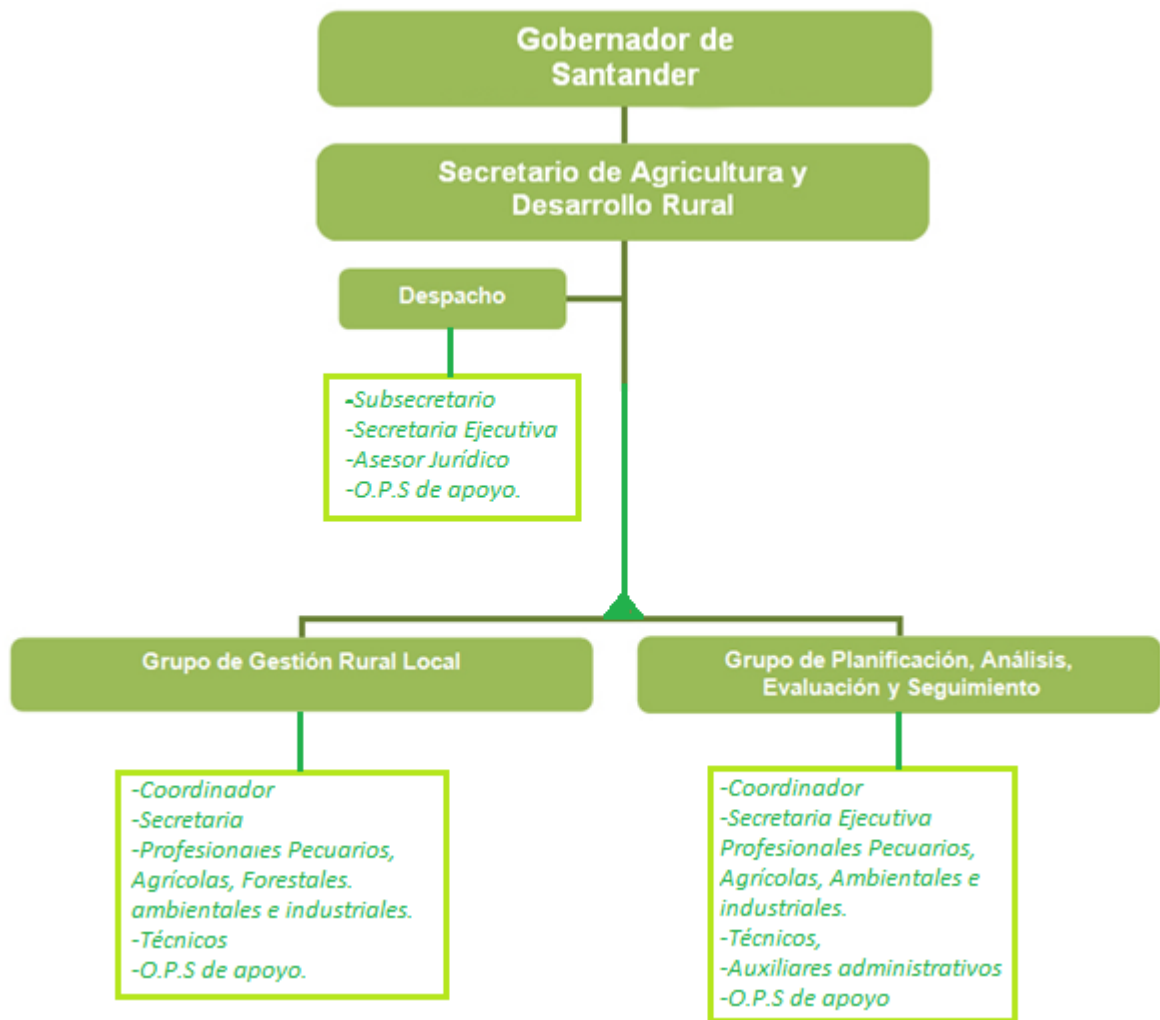 Gobernador de
Santander
Secretario de Agricultura y
Desarrollo Rural
Despacho
-Subsecretario
-Secretaria Ejecutiva
-Asesor Jurídico
-O.P.S de apoyo.
Grupo de Gestión Rural Local
-Coordinador
-Secretaria
-Profesionales Pecuarios,
Agrícolas, Forestales.
ambientales e industriales.
-Técnicos
-O.P.S de apoyo.
Grupo de Planificación, Análisis,
Evaluación y Seguimiento
-Coordinador
-Secretaria Ejecutiva
Profesionales Pecuarios,
Agrícolas, Ambientales e
industriales.
-Técnicos,
-Auxiliares administrativos
-O.P.S de apoyo